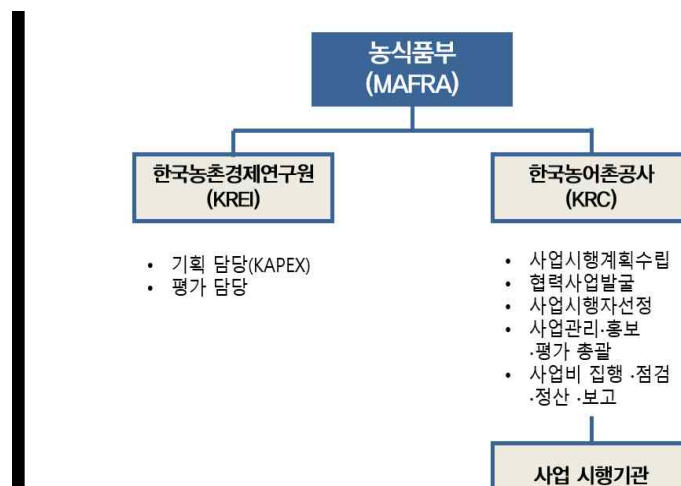 농식품부
(MAFRA)
한국농촌경제연구원
(KREI)
• 기획 담당(KAPEX)
• 평가 담당
한국농어촌공사
(KRC)
• 사업시행계획수립
• 협력사업발굴
• 사업시행자선정
• 사업관리·홍보
·평가 총괄
• 사업비 집행 ·점검
·정산 ·보고
사업 시행기관